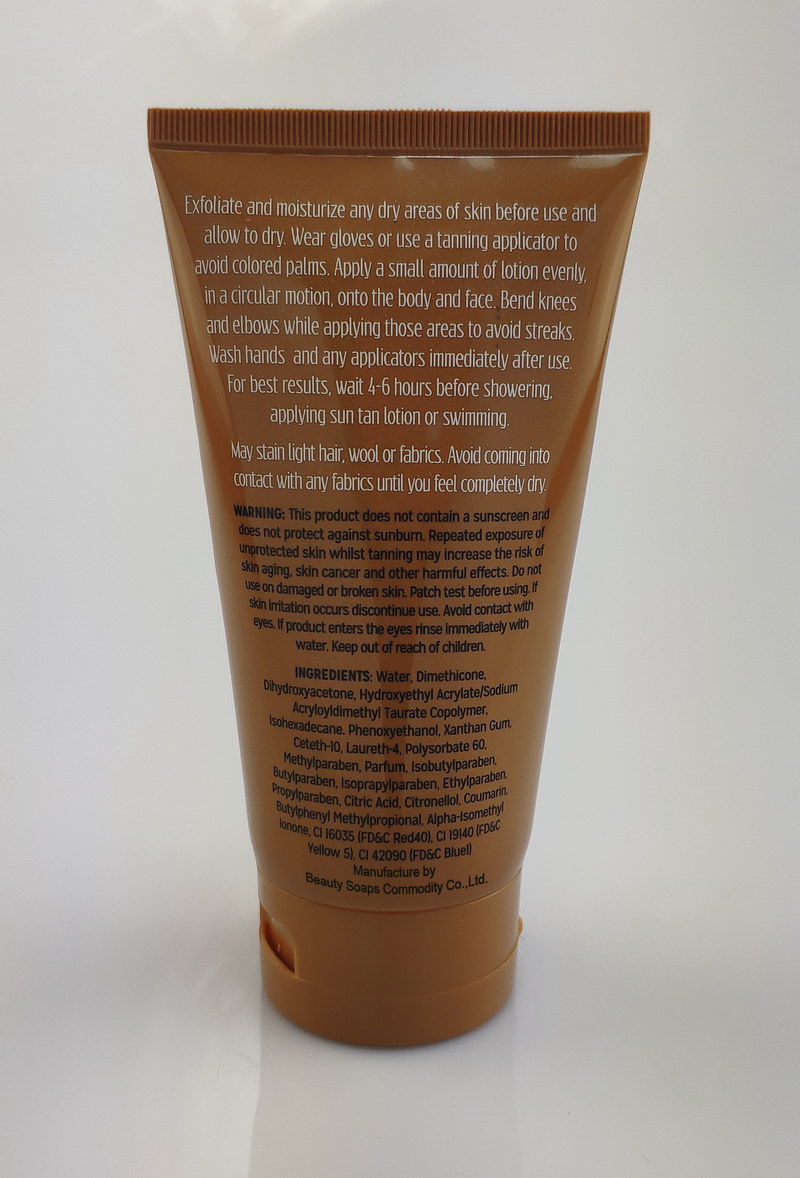 Exfoliate and moisturize any dry areas of skin before use and
allow to dry. Wear gloves or use a tanning applicator to
avoid colored palms. Apply a small amount of lotion evenly,
in a circular motion, onto the body and face. Bend knees
and elbows while applying those areas to avoid streaks.
Wash hands and any applicators immediately after use.
For best results, wait 4-6 hours before showering,
applying sun tan lotion or swimming.
May stain light hair, wool or fabrics. Avoid coming into
contact with any fabrics until you feel completely dry.
WARNING: This product does not contain a sunscreen and
does not protect against sunburn. Repeated exposure of
unprotected skin whilst tanning may increase the risk of
skin aging, skin cancer and other harmful effects. Do not
use on damaged or broken skin. Patch test before using. If
skin irritation occurs discontinue use. Avoid contact with
eyes. If product enters the eyes rinse immediately with
water. Keep out of reach of children.
INGREDIENTS: Water, Dimethicone,
Dihydroxyacetone, Hydroxyethyl Acrylate/Sodium
Acryloyldimethyl Taurate Copolymer,
Isohexadecane, Phenoxyethanol, Xanthan Gum,
Ceteth-10, Laureth-4, Polysorbate 60,
Methylparaben, Parfum, Isobutylparaben,
Butylparaben, Isoprapylparaben, Ethylparaben,
Propylparaben, Citric Acid, Citronellol, Coumarin,
Butylphenyl Methylpropional, Alpha-Isomethyl
Ionone, CI 16035 (FD&C Red40), CI 19140 (FD&C
Yellow 5), CI 42090 (FD&C Bluel)
Manufacture by
Beauty Soaps Commodity Co.,Ltd.